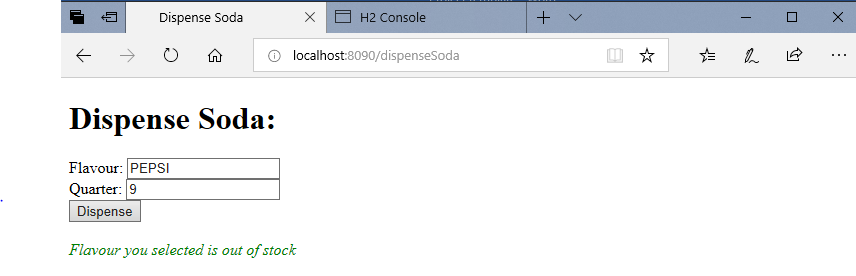 Dispense Soda
H2 Console
localhost:8090/dispenseSoda
Dispense Soda:
Flavour: PEPSI
Quarter: 9
Dispense
Flavour you selected is out of stock